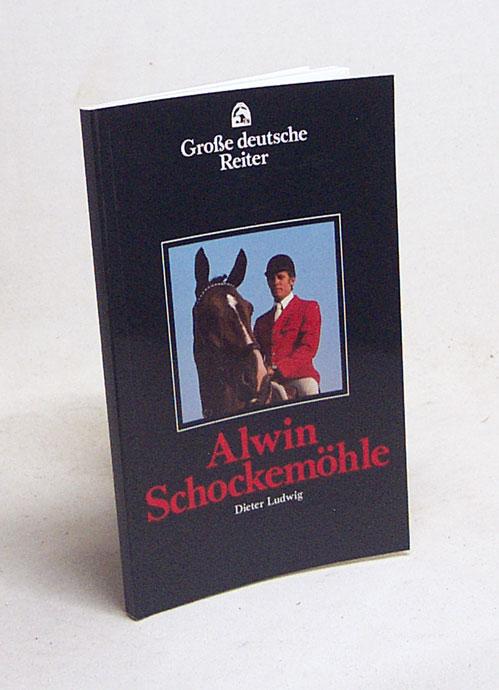 Große deutsche
Reiter
Alwin
Schockemöhle
Dieter Ludwig